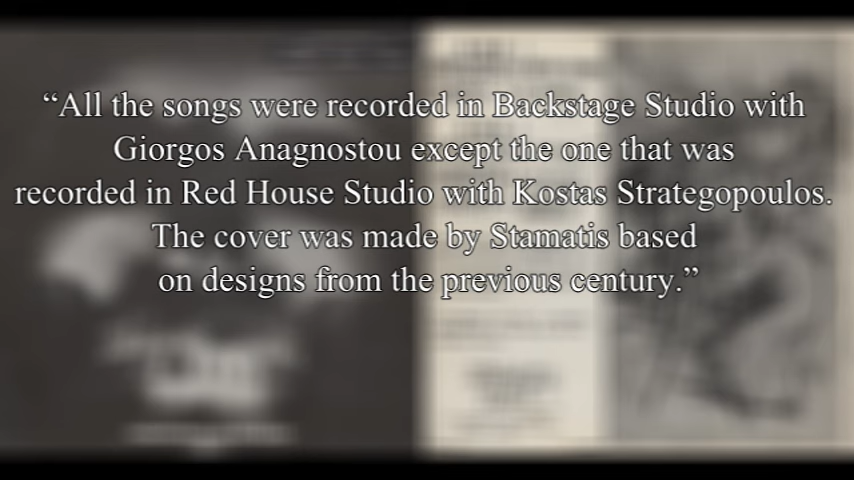 “All the songs were recorded in Backstage Studio with
Giorgos Anagnostou except the one that was
recorded in Red House Studio with Kostas Strategopoulos.
The cover was made by Stamatis based
on designs from the previous century.”